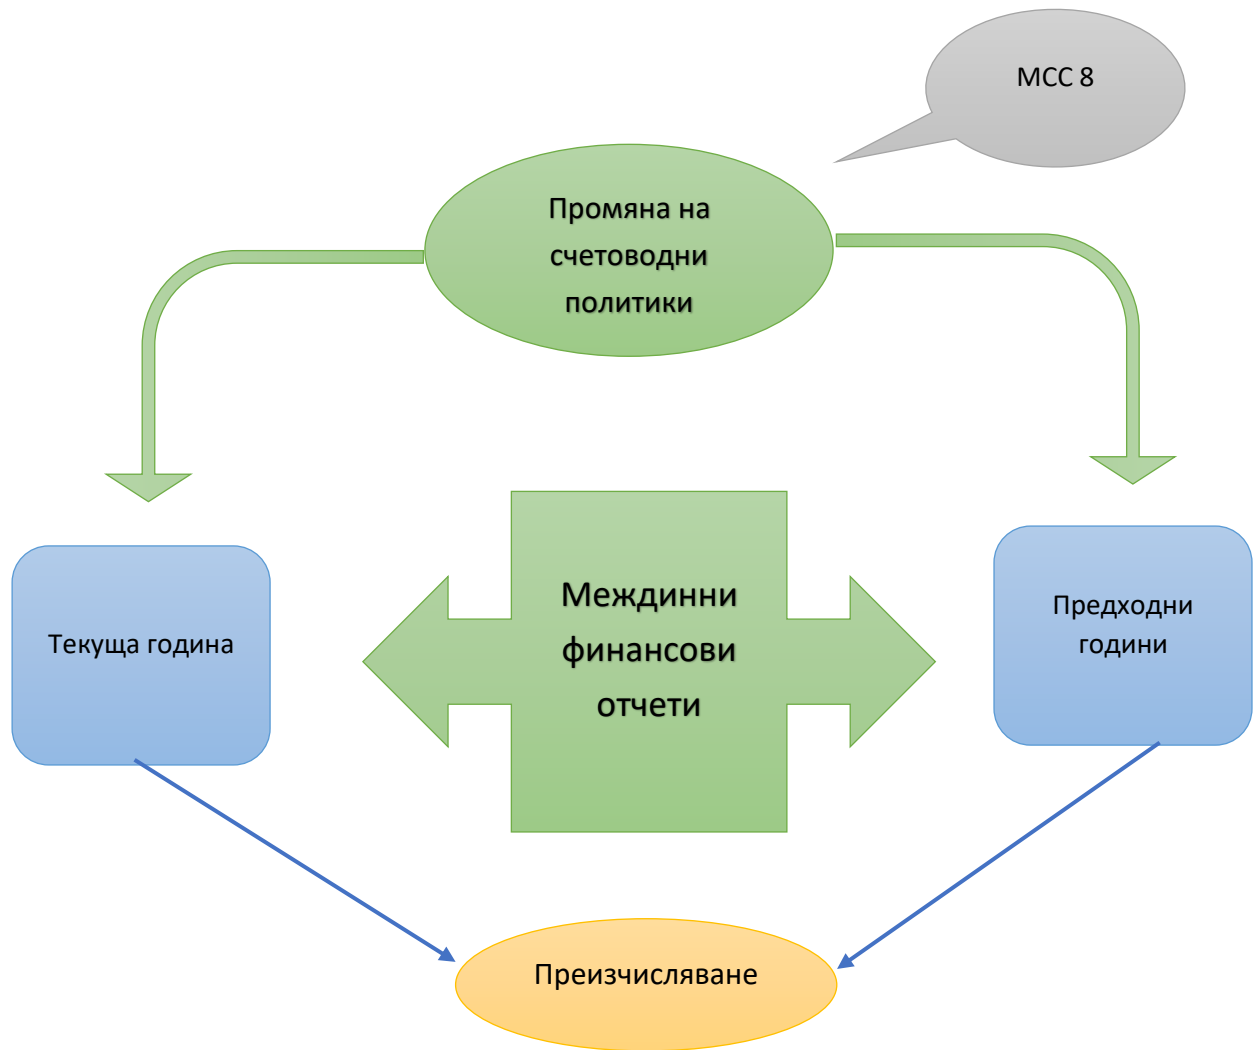 МСС 8
Промяна на
счетоводни
политики
Междинни
финансови
отчети
Текуща година
Предходни
години
Преизчисляване